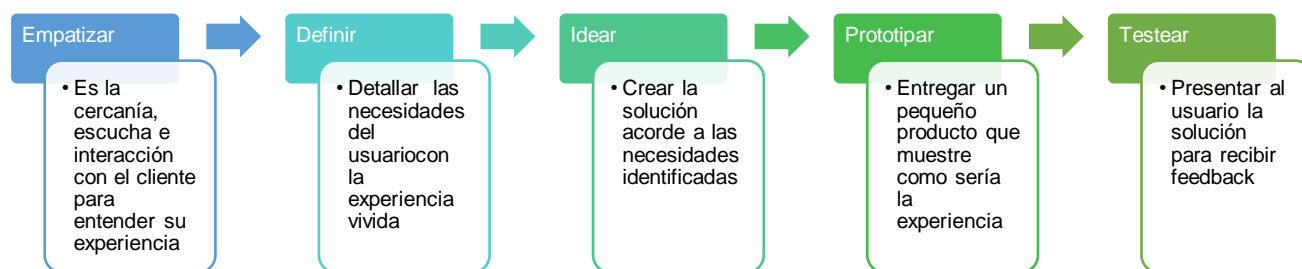 Empatizar
• Es la
cercanía,
escucha e
interacción
con el cliente
para
entender su
experiencia
Definir
• Detallar las
necesidades
del
usuariocon
la
experiencia
vivida
Idear
• Crear la
solución
acorde a las
necesidades
identificadas
Prototipar
• Entregar un
pequeño
producto que
muestre
como sería
la
experiencia
Testear
• Presentar al
usuario la
solución
para recibir
feedback